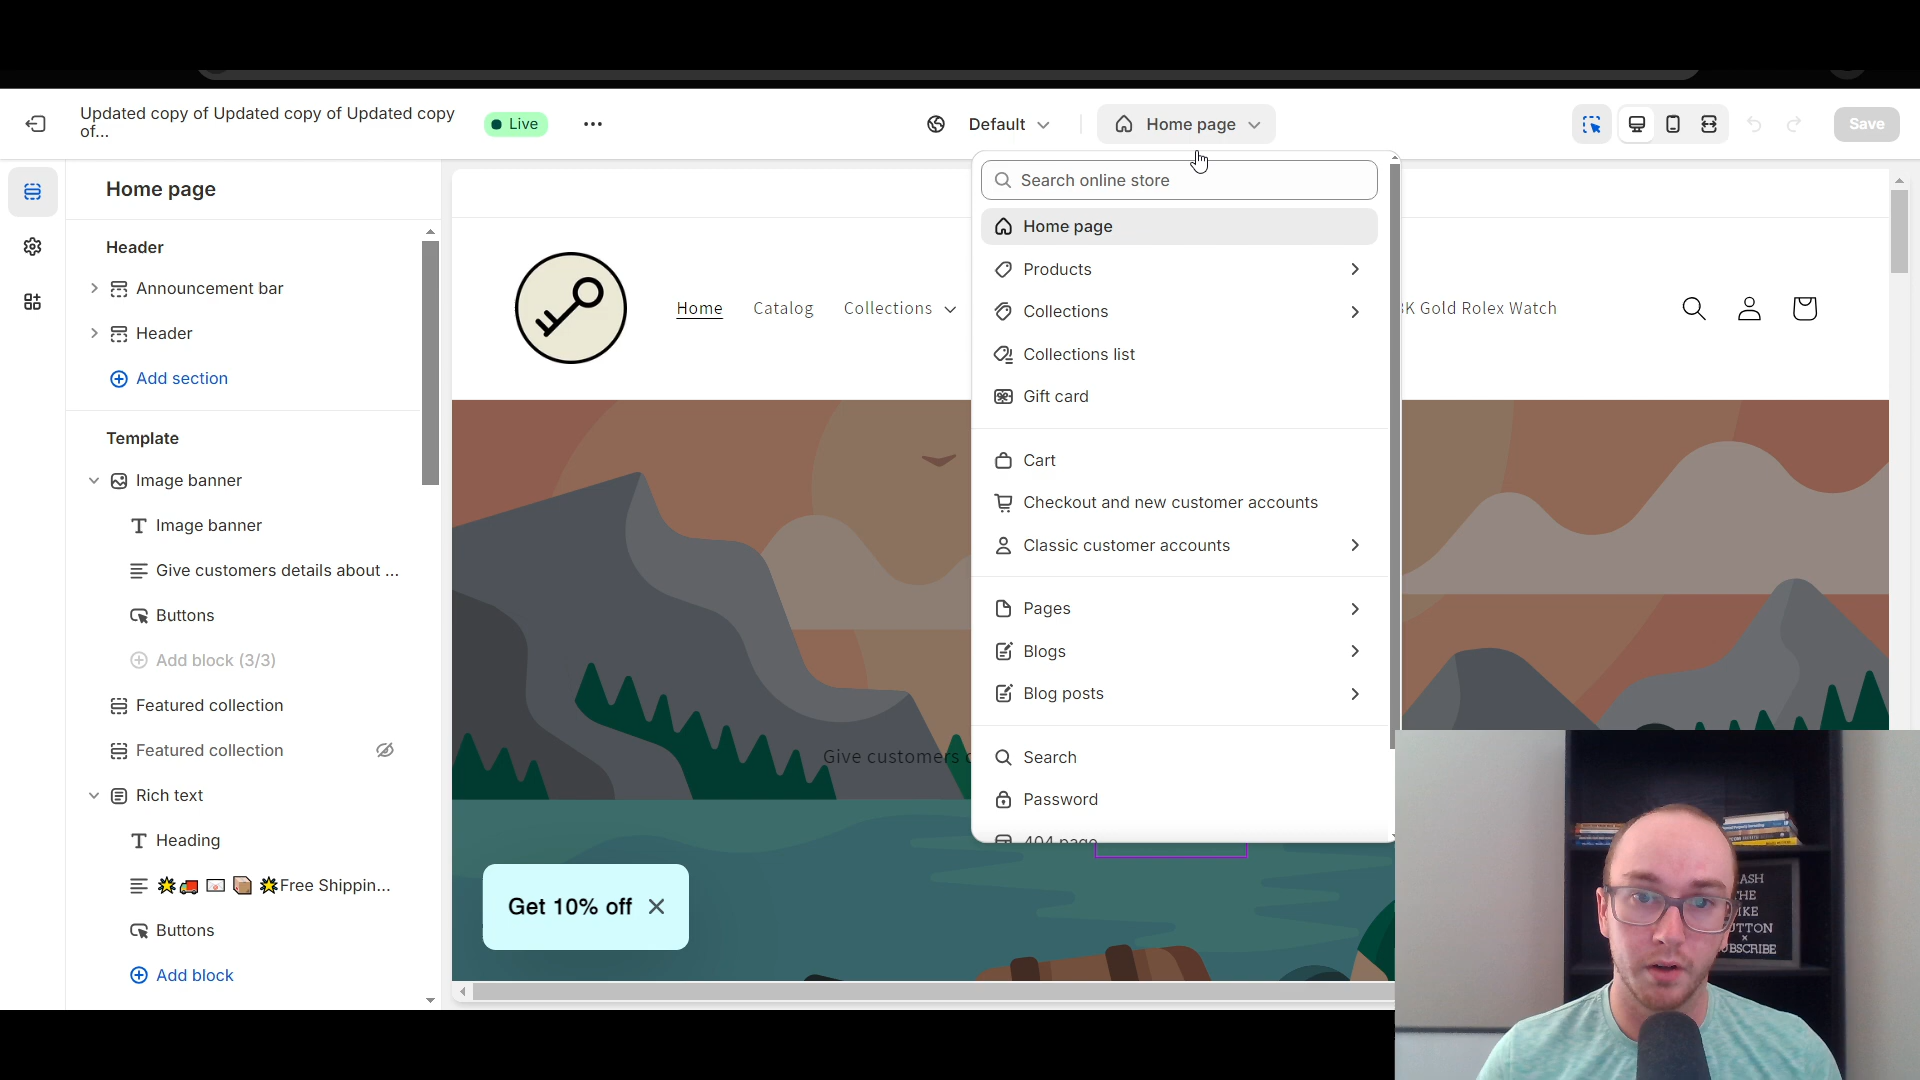 Updated copy of Updated copy of Updated copy
of...
Live
Default
Home page
Save
Home page
Header
Announcement bar
Header
Add section
Template
Image banner
Image banner
Give customers details about ...
Buttons
Add block (3/3)
Featured collection
Featured collection
Rich text
Heading
Free Shippin...
Buttons
Add block
Home
Catalog
Collections
Gold Rolex Watch
Give customers
Get 10% off
Search online store
Home page
Products
Collections
Collections list
Gift card
Cart
Checkout and new customer accounts
Classic customer accounts
Pages
Blogs
Blog posts
Search
Password
404 page
THE